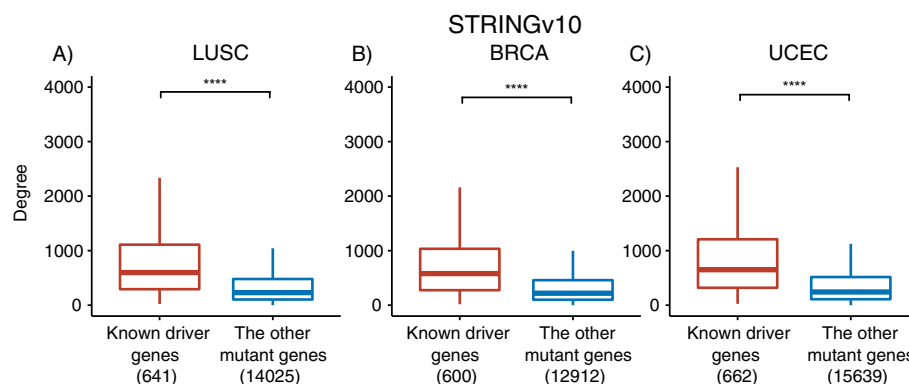 STRINGv10
A) LUSC
B) BRCA
C) UCEC
Degree
4000
3000
2000
1000
0
****
Known driver genes (641)
The other mutant genes (14025)
4000
3000
2000
1000
0
****
Known driver genes (600)
The other mutant genes (12912)
4000
3000
2000
1000
0
****
Known driver genes (662)
The other mutant genes (15639)